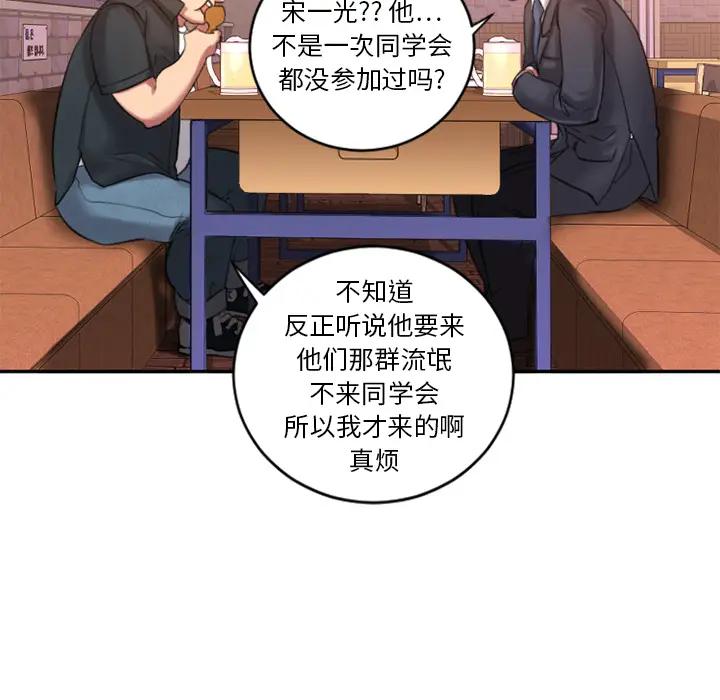 宋一光?? 他...
不是一次同学会
都没参加过吗?
不知道
反正听说他要来
他们那群流氓
不来同学会
所以我才来的啊
真烦